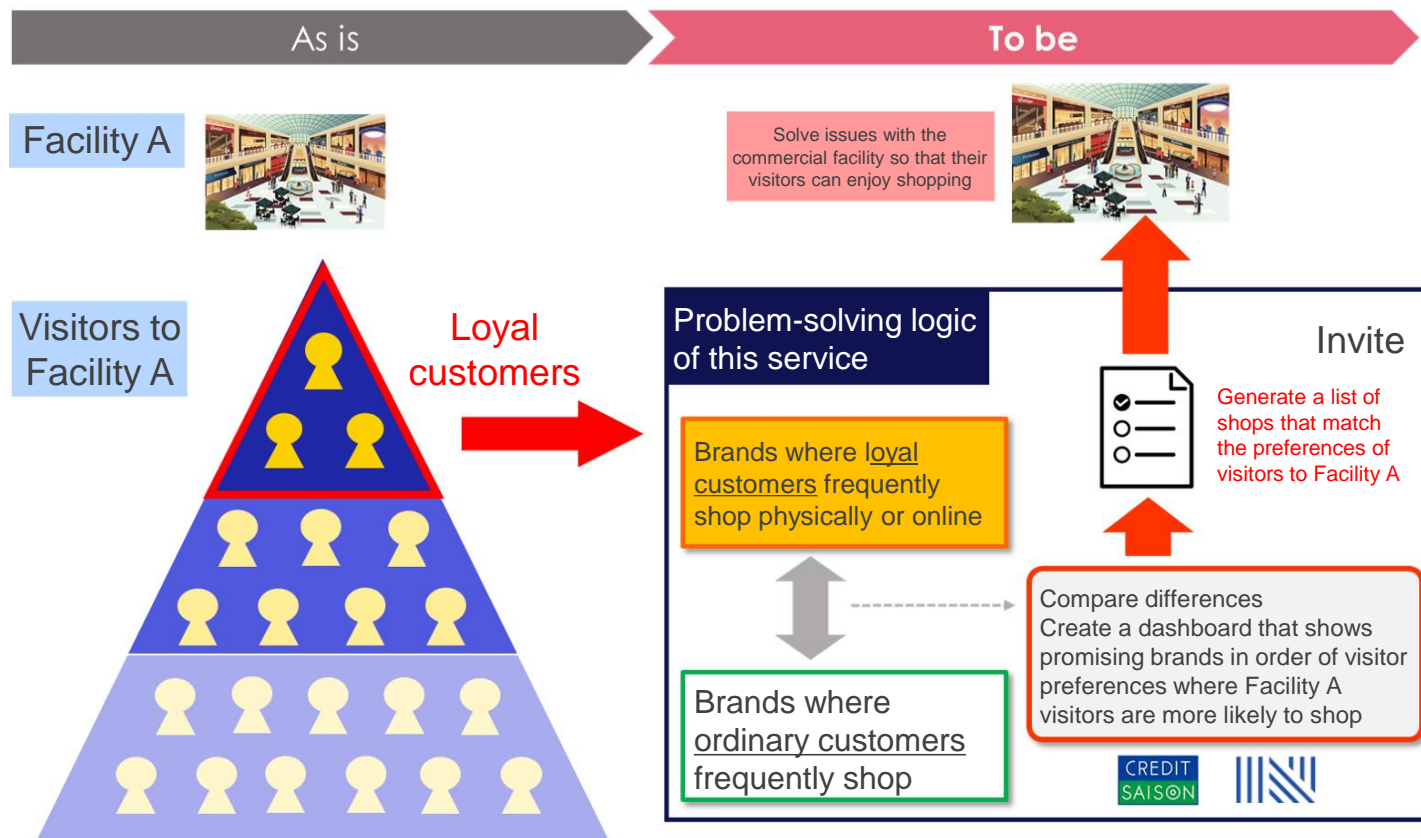 As is
To be
Facility A
Solve issues with the
commercial facility so that their
visitors can enjoy shopping
Visitors to
Facility A
Loyal
customers
Problem-solving logic
of this service
Invite
Generate a list of
shops that match
the preferences of
visitors to Facility A
Brands where loyal
customers frequently
shop physically or online
Compare differences
Create a dashboard that shows
promising brands in order of visitor
preferences where Facility A
visitors are more likely to shop
Brands where
ordinary customers
frequently shop
CREDIT
SAISON